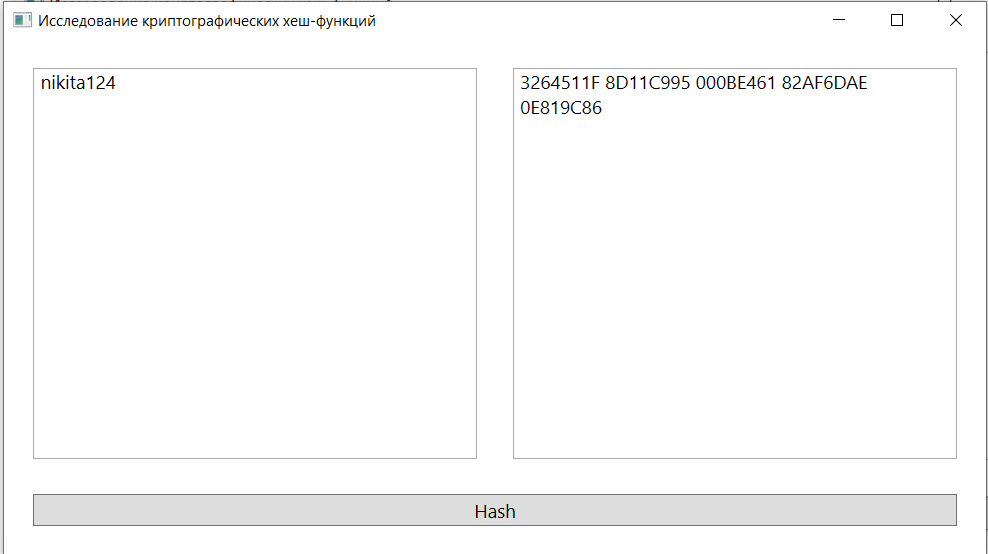 Исследование криптографических хеш-функций
nikita124
3264511F 8D11C995 000BE461 82AF6DAE
0E819C86
Hash